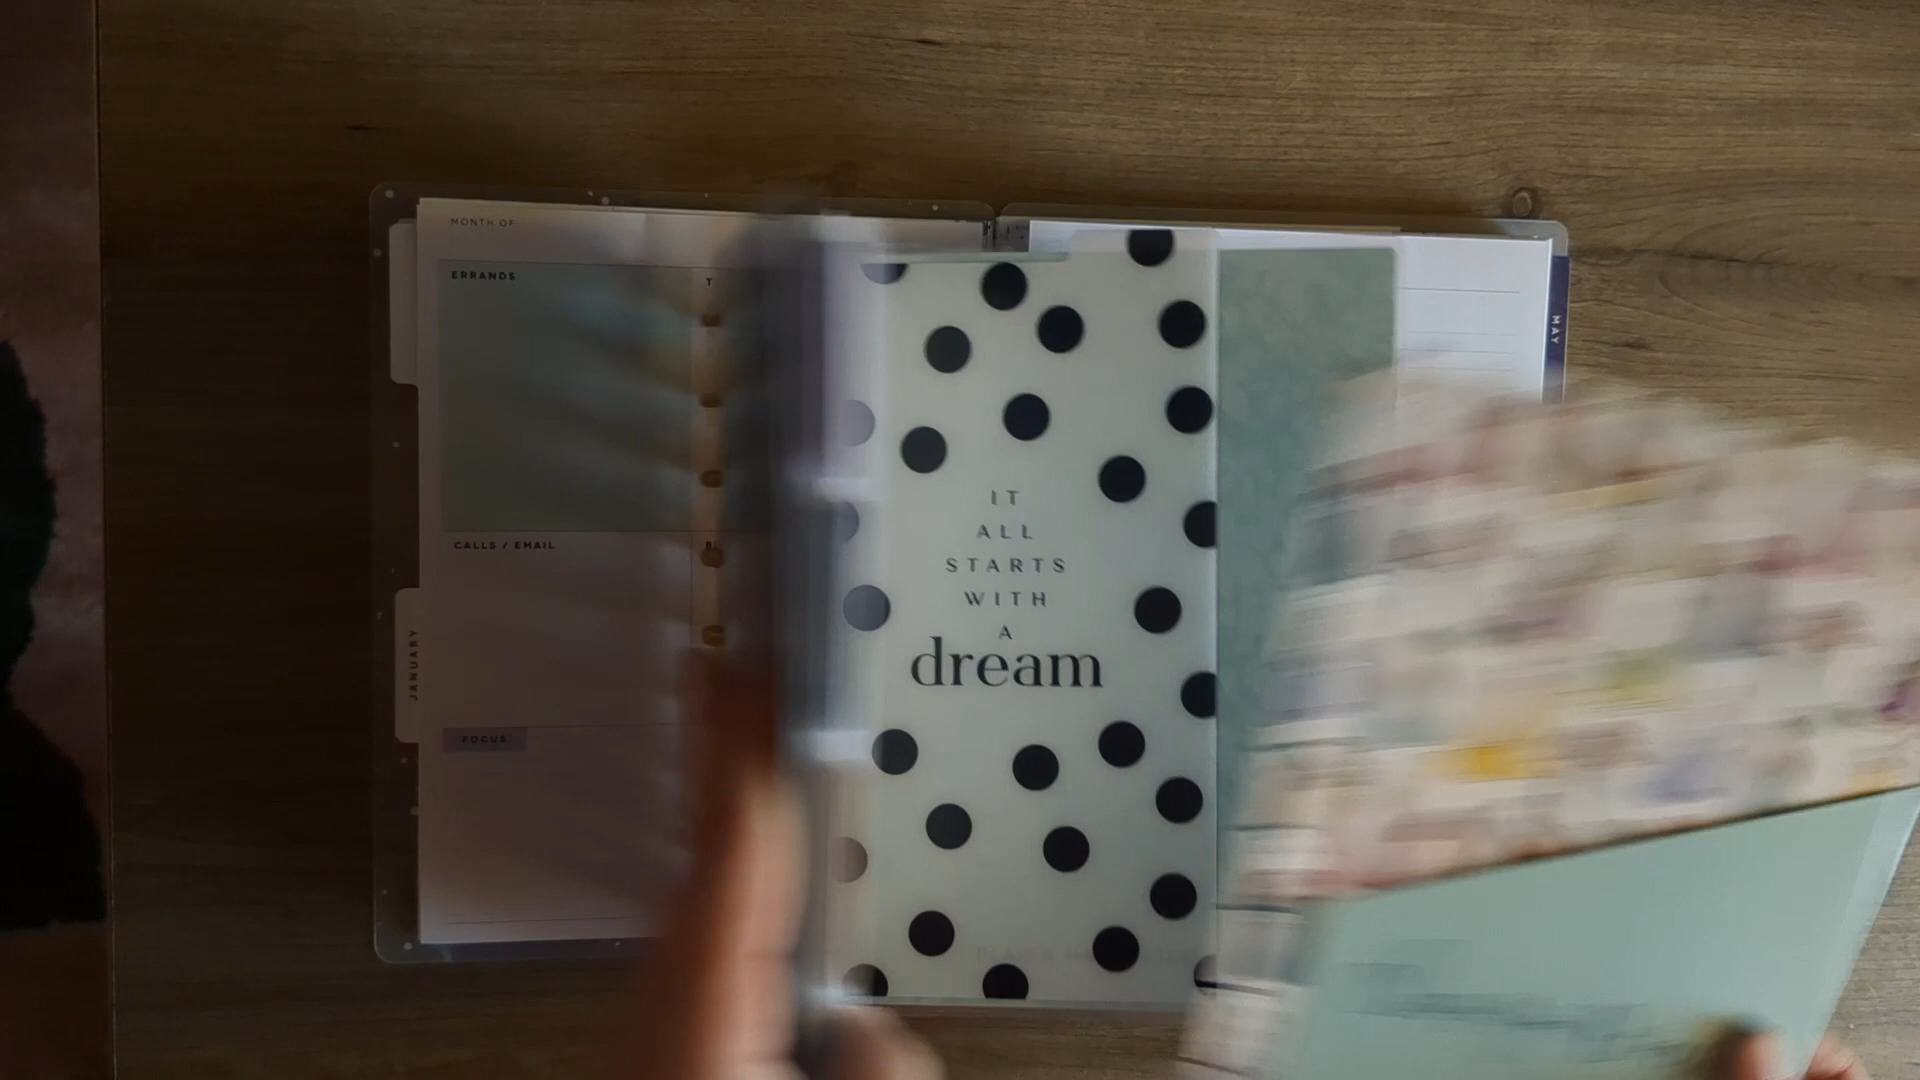 MONTH OF
ERRANDS
T
CALLS / EMAIL
JANUARY
FOCUS
IT
ALL
STARTS
WITH
A
dream
MAY